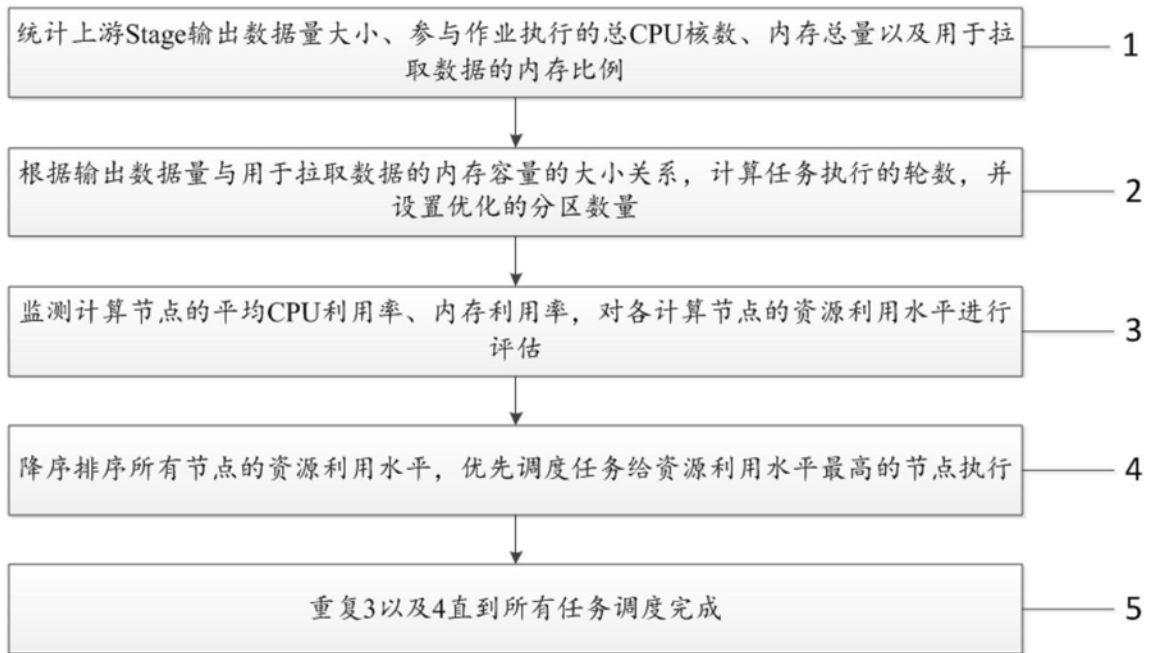 统计上游Stage输出数据量大小、参与作业执行的总CPU核数、内存总量以及用于拉
取数据的内存比例
1
根据输出数据量与用于拉取数据的内存容量的大小关系，计算任务执行的轮数，并
设置优化的分区数量
2
监测计算节点的平均CPU利用率、内存利用率，对各计算节点的资源利用水平进行
评估
3
降序排序所有节点的资源利用水平，优先调度任务给资源利用水平最高的节点执行
4
重复3以及4直到所有任务调度完成
5